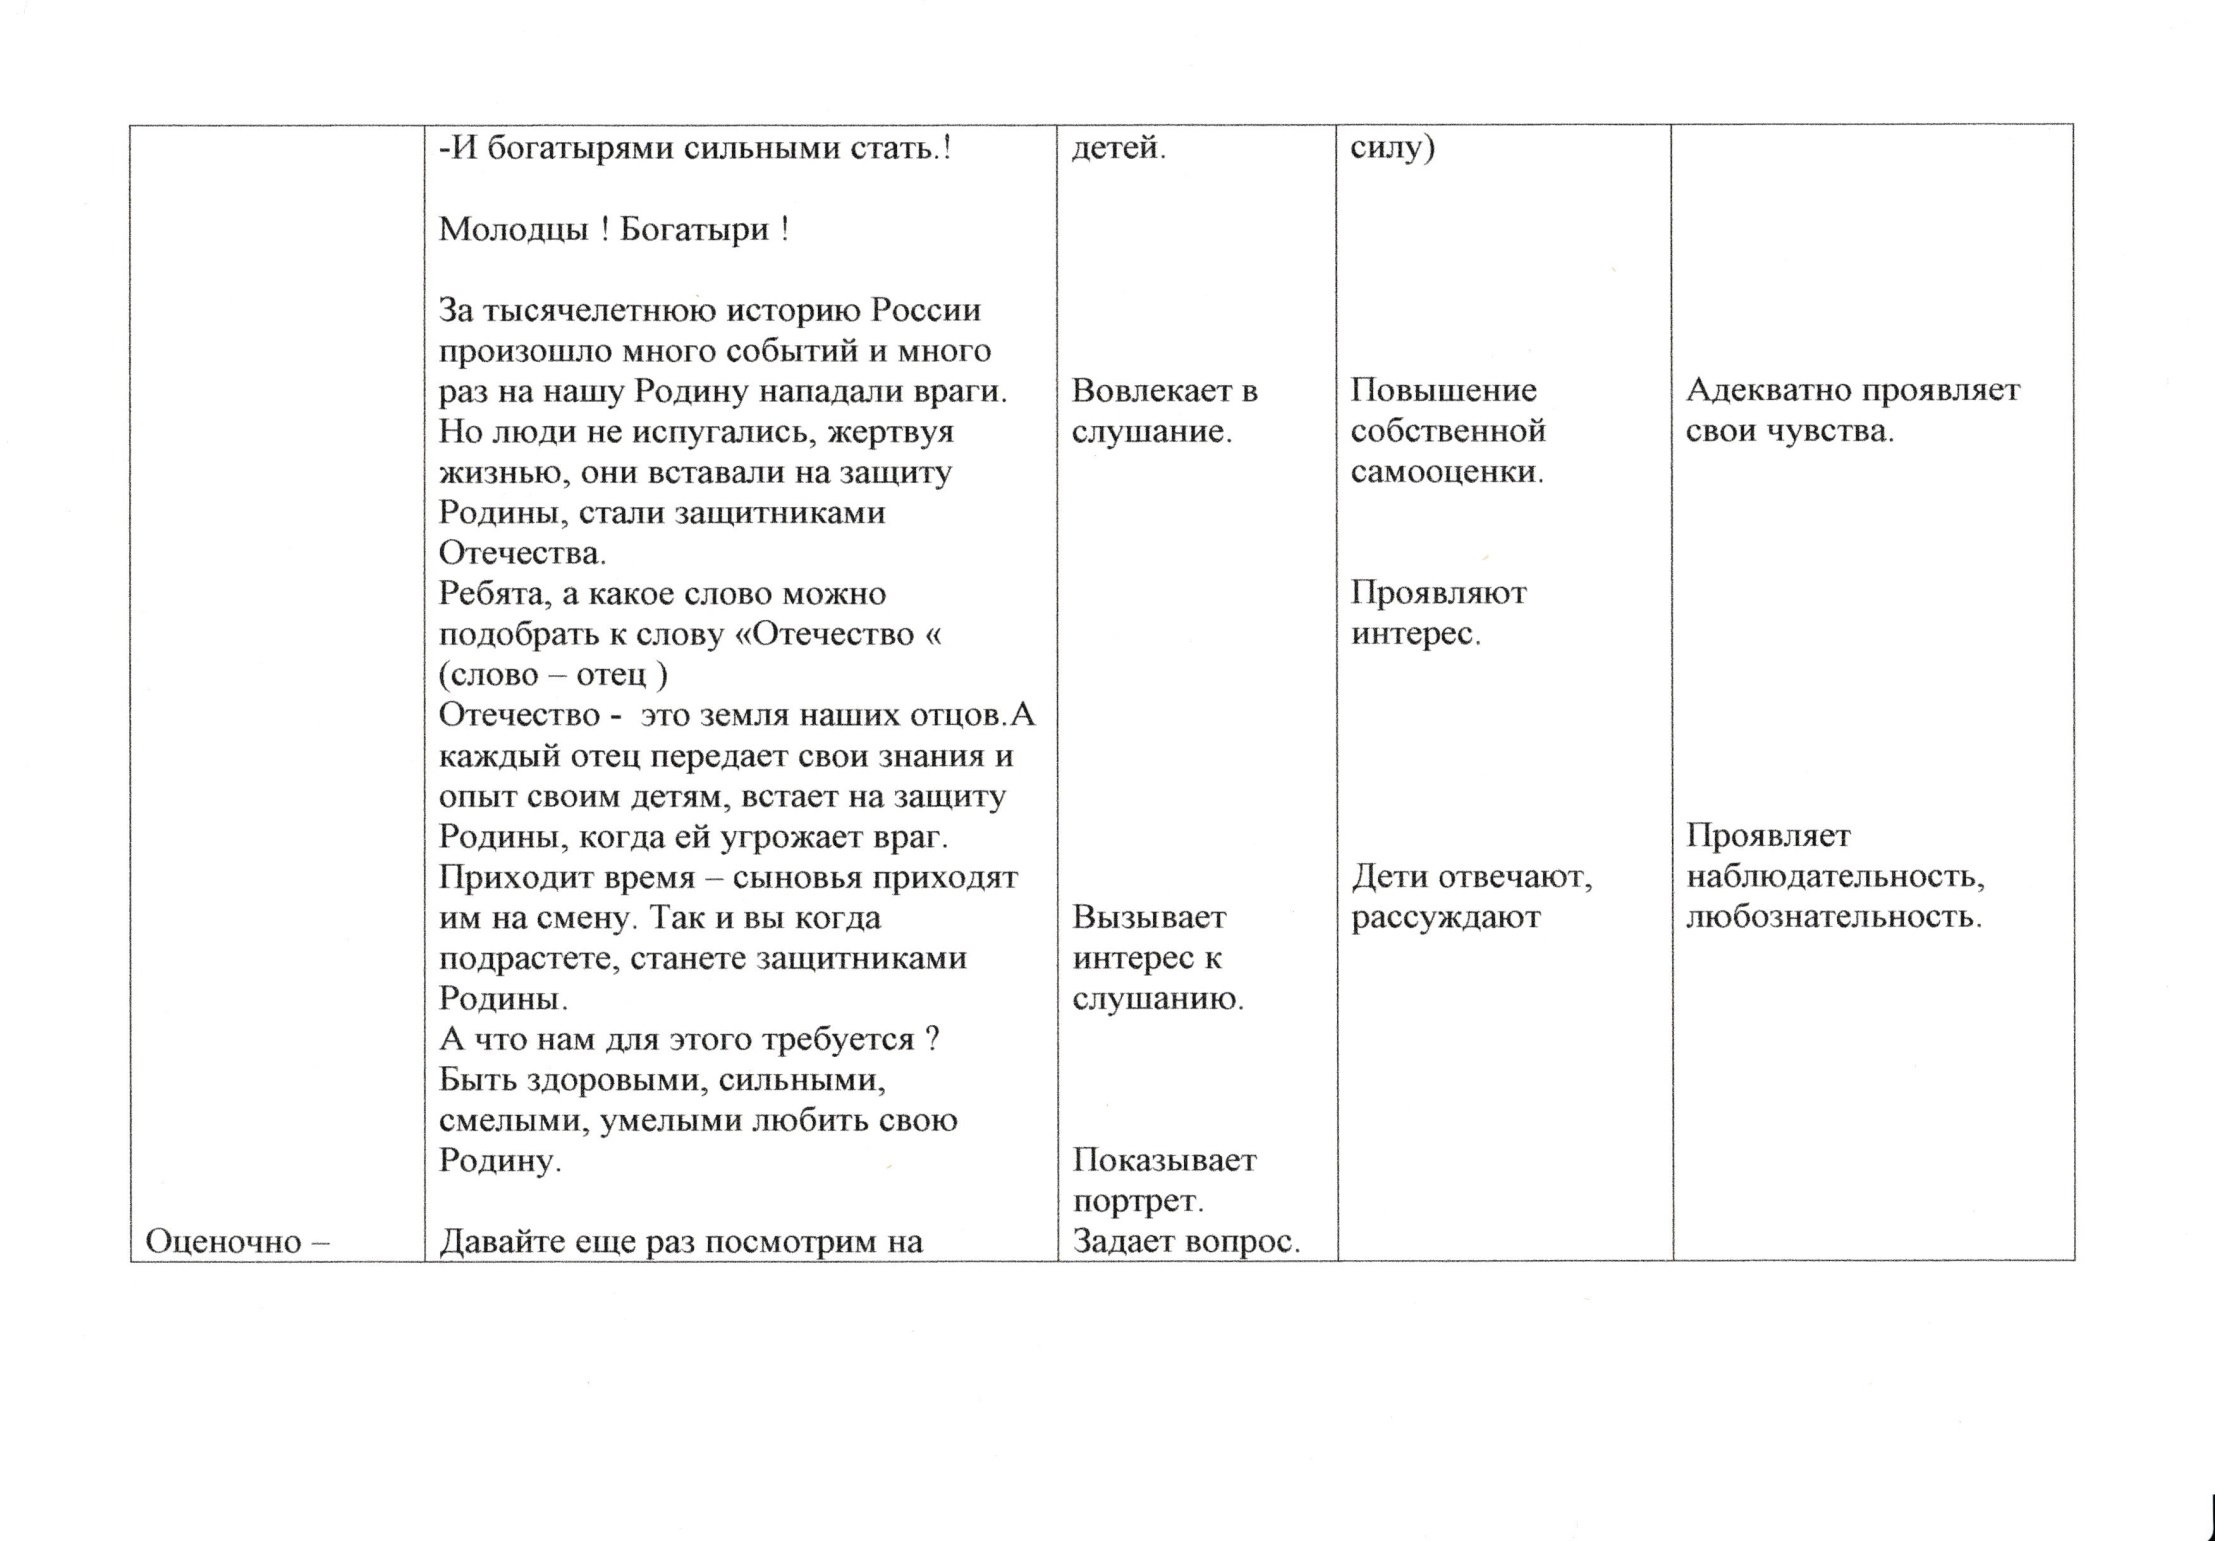 -И богатырями сильными стать.!
Молодцы ! Богатыри !
За тысячелетнюю историю России
произошло много событий и много
раз на нашу Родину нападали враги.
Но люди не испугались, жертвуя
жизнью, они вставали на защиту
Родины, стали защитниками
Отечества.
Ребята, а какое слово можно
подобрать к слову «Отечество «
(слово – отец )
Отечество -  это земля наших отцов.А
каждый отец передает свои знания и
опыт своим детям, встает на защиту
Родины, когда ей угрожает враг.
Приходит время – сыновья приходят
им на смену. Так и вы когда
подрастете, станете защитниками
Родины.
А что нам для этого требуется ?
Быть здоровыми, сильными,
смелыми, умелыми любить свою
Родину.
Оценочно –
Давайте еще раз посмотрим на
детей.
Вовлекает в
слушание.
Вызывает
интерес к
слушанию.
Показывает
портрет.
Задает вопрос.
силу)
Повышение
собственной
самооценки.
Проявляют
интерес.
Дети отвечают,
рассуждают
Адекватно проявляет
свои чувства.
Проявляет
наблюдательность,
любознательность.